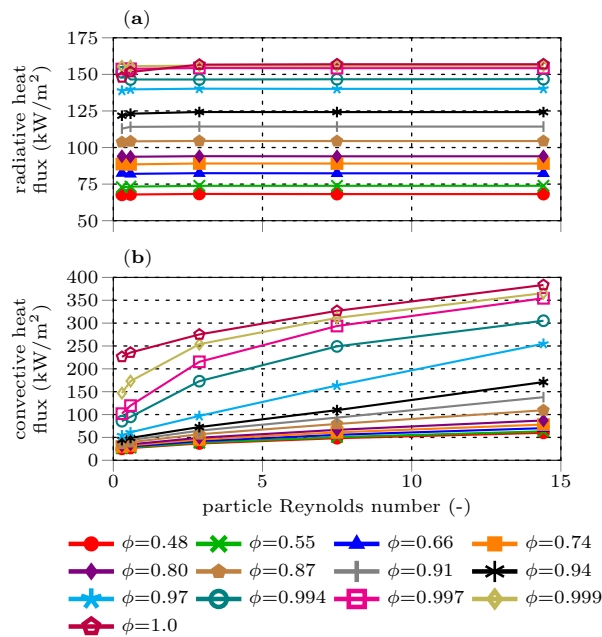 (a)
radiative heat
flux (kW/m²)
175
150
125
100
75
50
(b)
convective heat
flux (kW/m²)
400
350
300
250
200
150
100
50
0
0 5 10 15
particle Reynolds number (-)
ϕ=0.48 ϕ=0.55 ϕ=0.66 ϕ=0.74
ϕ=0.80 ϕ=0.87 ϕ=0.91 ϕ=0.94
ϕ=0.97 ϕ=0.994 ϕ=0.997 ϕ=0.999
ϕ=1.0